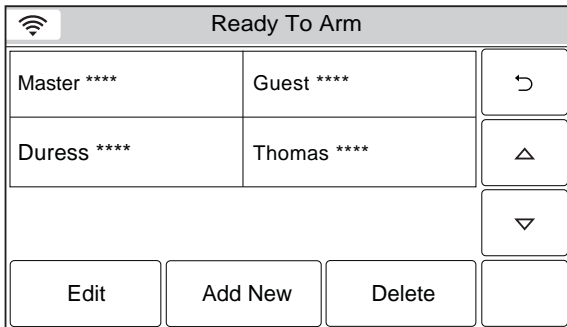 Ready To Arm
Master ****
Guest ****
Duress ****
Thomas ****
Edit
Add New
Delete